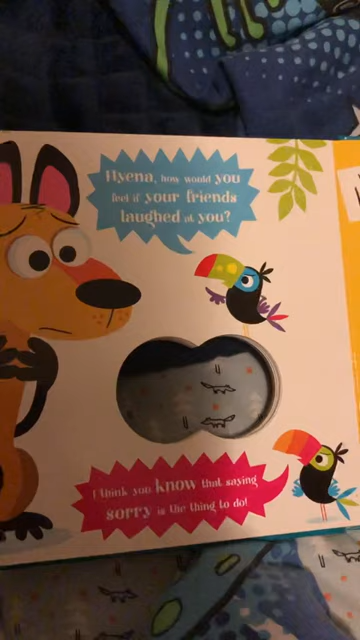 Hyena, how would you
feel if your friends
laughed at you?
I think you know that saying
sorry is the thing to do!